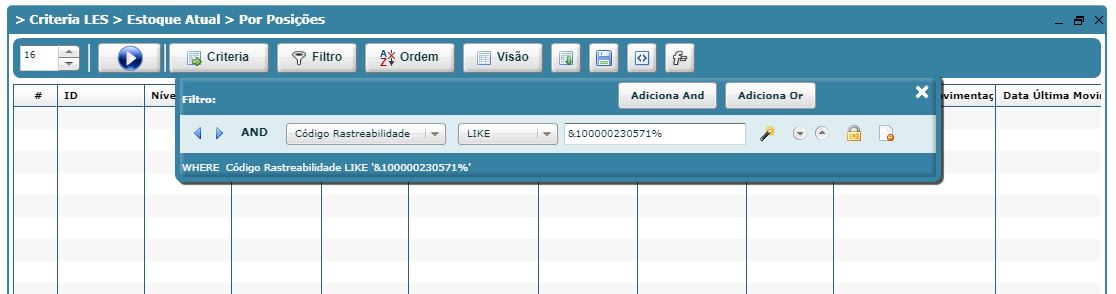 > Criteria LES > Estoque Atual > Por Posições
16 Criteria Filtro Ordem Visão
# ID Níve ovimentaç Data Última Movi
Filtro: Adiciona And Adiciona Or
AND Código Rastreabilidade LIKE &100000230571%
WHERE Código Rastreabilidade LIKE '&100000230571%'